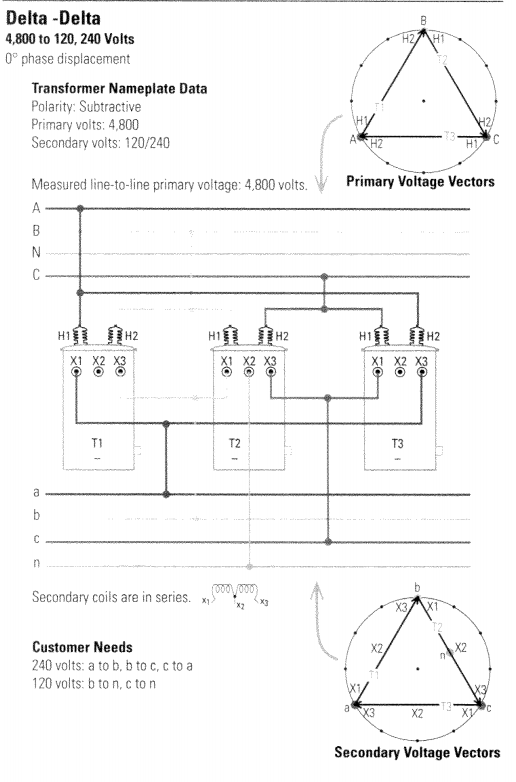 Delta -Delta
4,800 to 120, 240 Volts
0° phase displacement
Transformer Nameplate Data
Polarity: Subtractive
Primary volts: 4,800
Secondary volts: 120/240
Measured line-to-line primary voltage: 4,800 volts.
B
H2 H1
T1 T2
H1 H2
A H2 T3 H1 C
Primary Voltage Vectors
A
B
N
C
H1 H2 H1 H2 H1 H2
X1 X2 X3 X1 X2 X3 X1 X2 X3
T1 T2 T3
a
b
c
n
Secondary coils are in series. X1 X2 X3
Customer Needs
240 volts: a to b, b to c, c to a
120 volts: b to n, c to n
b
X3 X1
T2
X2 n X2
T1
X1 X3
a X3 X2 T3 X1 c
Secondary Voltage Vectors